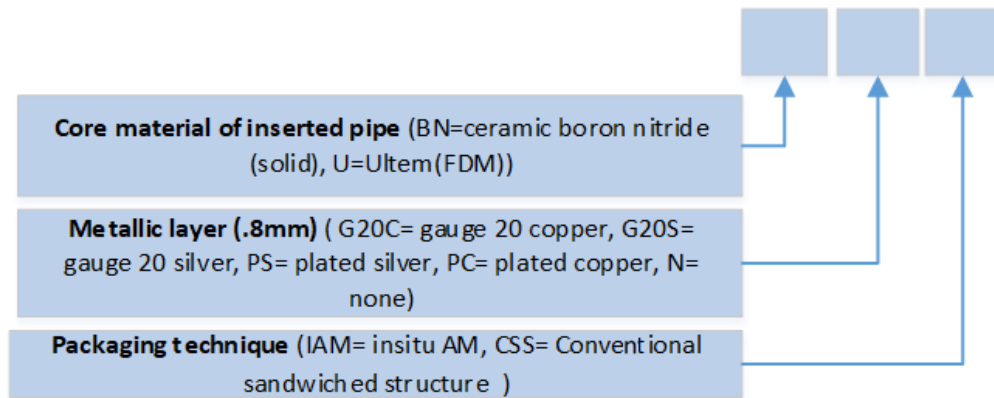 Core material of inserted pipe (BN=ceramic boron nitride
(solid), U=Ultem(FDM))
Metallic layer (.8mm) ( G20C= gauge 20 copper, G20S=
gauge 20 silver, PS= plated silver, PC= plated copper, N=
none)
Packaging technique (IAM= insitu AM, CSS= Conventional
sandwiched structure )